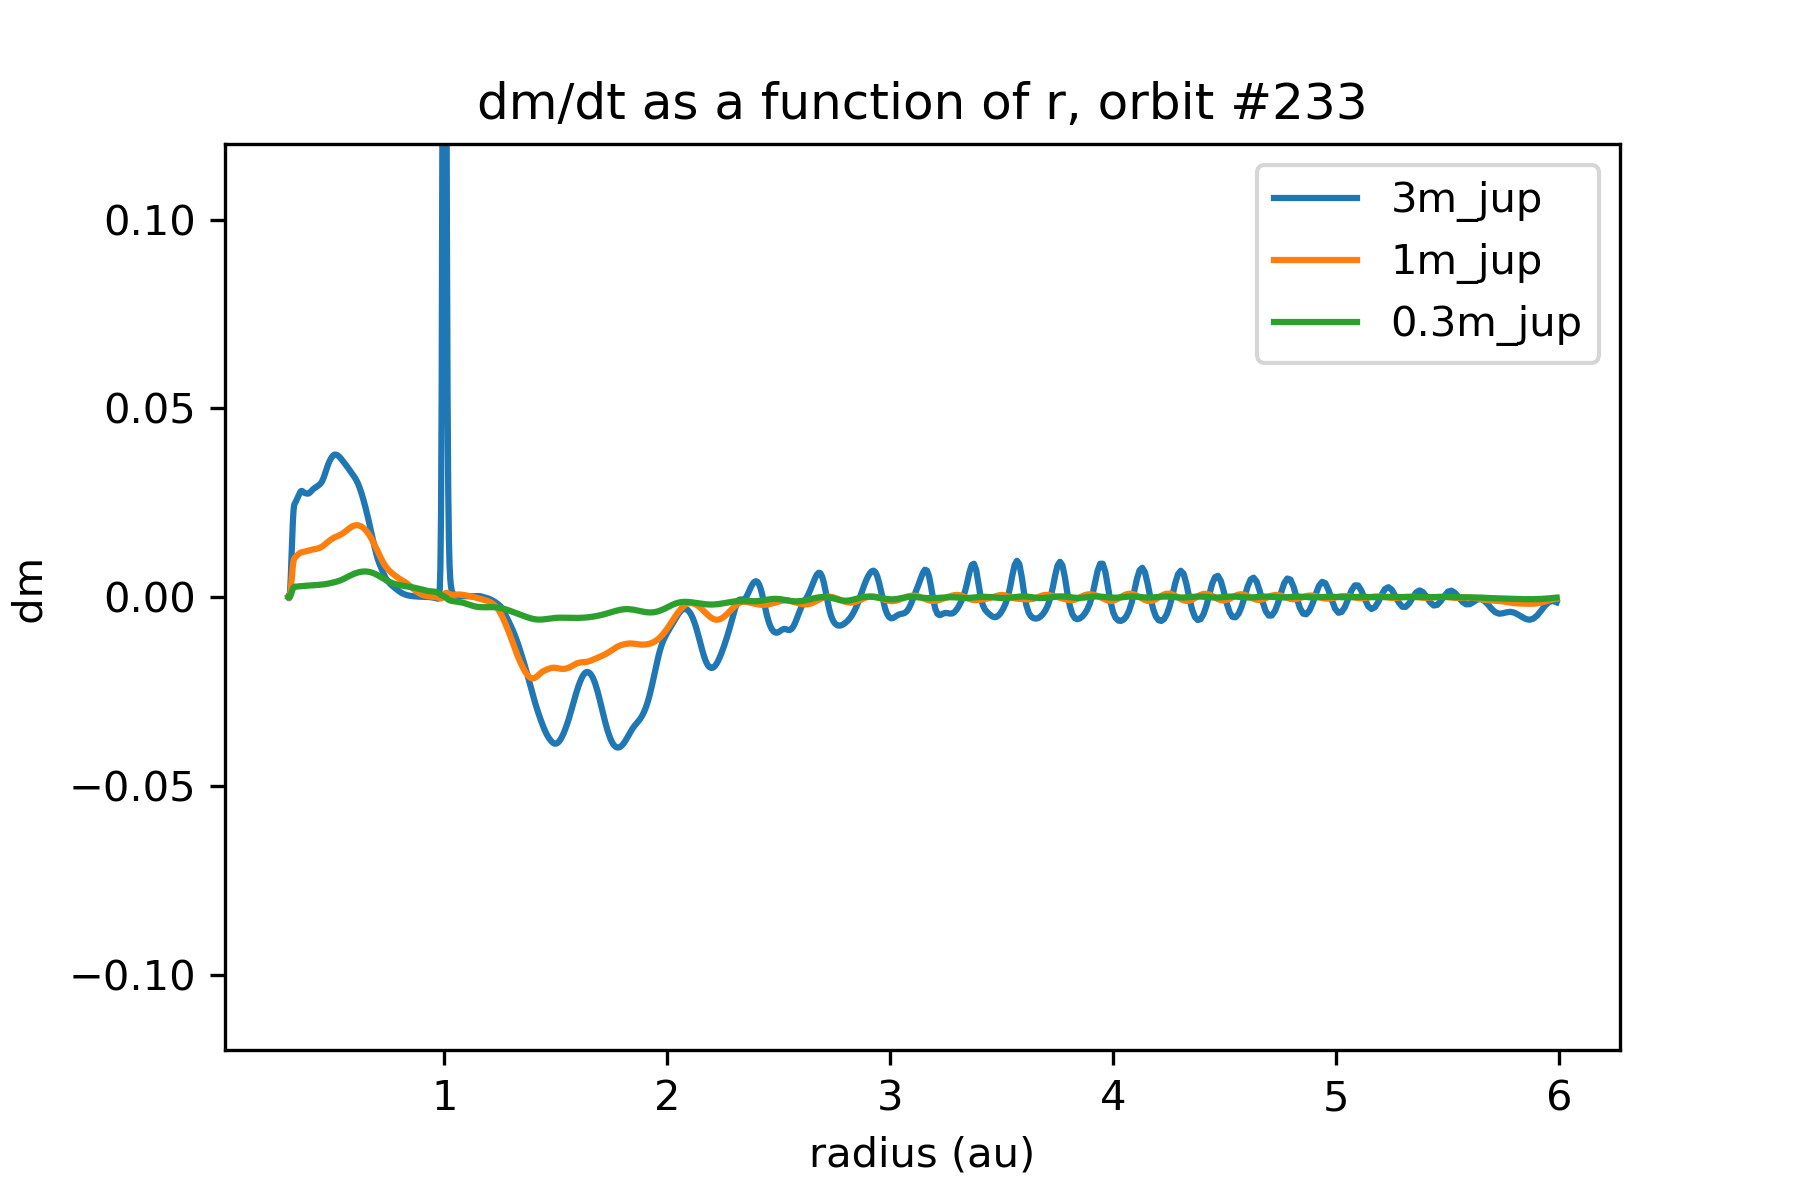 dm/dt as a function of r, orbit #233
3m_jup
1m_jup
0.3m_jup
dm
0.10
0.05
0.00
−0.05
−0.10
1 2 3 4 5 6
radius (au)